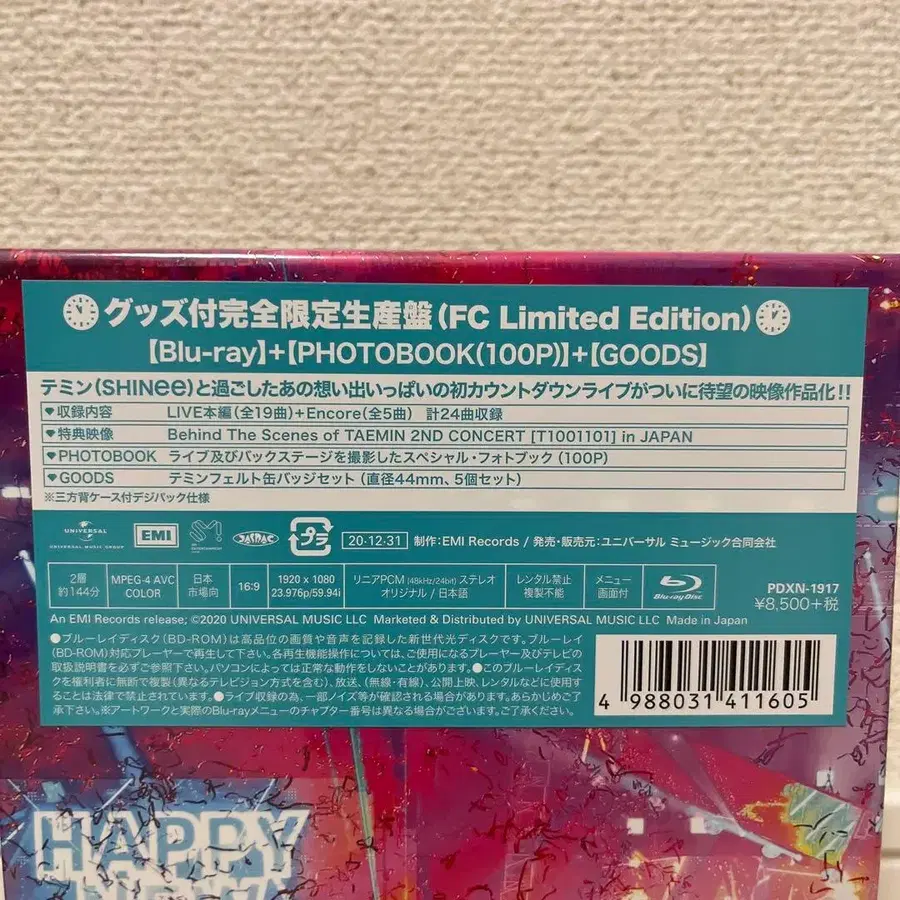 グッズ付完全限定生産盤(FC Limited Edition)
【Blu-ray】+【PHOTOBOOK(100P)】+【GOODS】
テミン(SHINee)と過ごしたあの想い出いっぱいの初カウントダウンライブがついに待望の映像作品化!!
♥収録内容 LIVE本編(全19曲)+Encore(全5曲) 計24曲収録
♥特典映像 Behind The Scenes of TAEMIN 2ND CONCERT [T1001101] in JAPAN
♥PHOTOBOOK ライブ及びバックステージを撮影したスペシャル・フォトブック(100P)
♥GOODS テミンフェルト缶バッジセット(直径44mm、5個セット)
※三方背ケース付デジパック仕様
UNIVERSAL
UNIVERSAL MUSIC GROUP
EMI
JASRAC
プラ
20-12-31 制作:EMI Records / 発売・販売元:ユニバーサル ミュージック合同会社
2層 約144分
MPEG-4 AVC COLOR
日本市場向
16:9
1920 x 1080 23.976p/59.94i
リニアPCM(48kHz/24bit)ステレオ オリジナル / 日本語
レンタル禁止 複製不能
メニュー画面付
Blu-ray Disc
PDXN-1917
¥8,500+税
An EMI Records release; ©2020 UNIVERSAL MUSIC LLC Marketed & Distributed by UNIVERSAL MUSIC LLC Made in Japan
●ブルーレイディスク(BD-ROM)は高品位の画質や音声を記録した新世代光ディスクです。ブルーレイ
(BD-ROM)対応プレーヤーで再生して下さい。各再生機能操作については、ご使用になるプレーヤー及びテレビの
取扱説明書を必ずご参照下さい。パソコンによっては正常な動作をしないことがあります。●このブルーレイディス
クを権利者に無断で複製(異なるテレビジョン方式を含む)、放送、(無線・有線)、公開上映、レンタルなどに使用す
ることは法律で禁止されています。●ライブ収録の為、一部ノイズ等が確認される場合があります。あらかじめご了
承下さい。※アートワークと実際のBlu-rayメニューのチャプター番号は異なる場合がございます。ご了承ください。
4 988031 411605
HAPPY